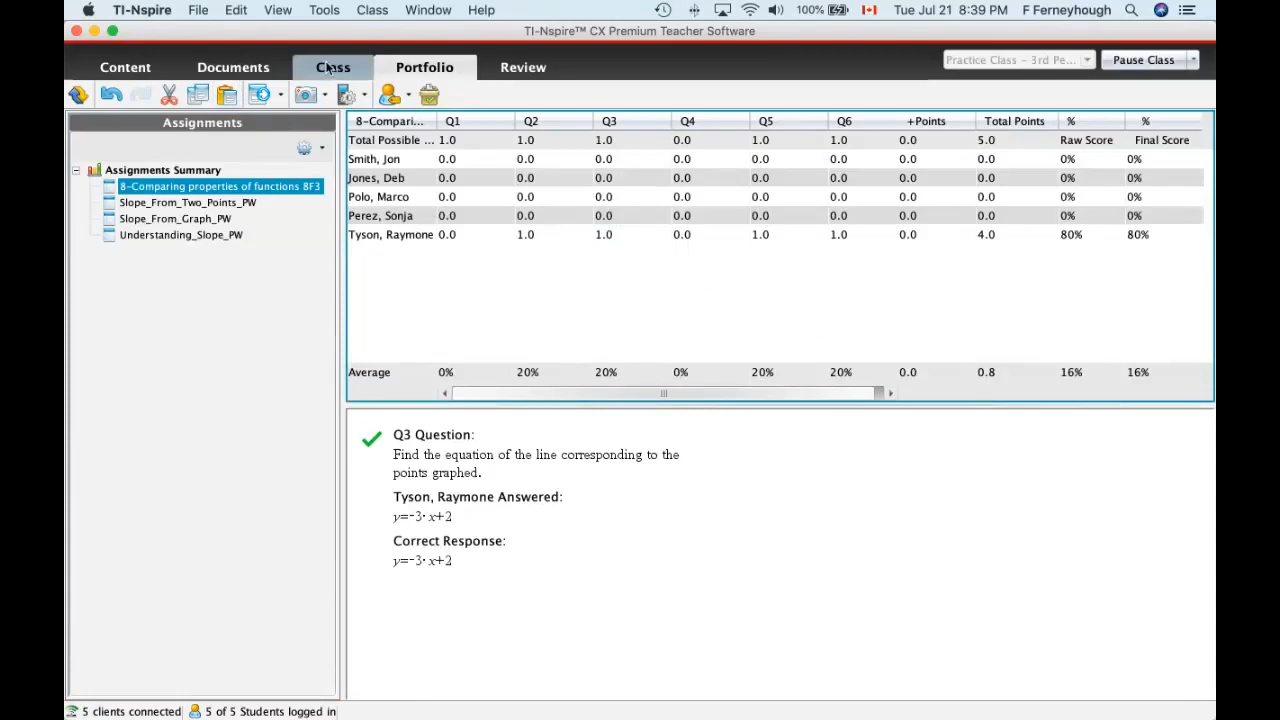 TI-Nspire File Edit View Tools Class Window Help 100% Tue Jul 21 8:39 PM F Ferneyhough
TI-Nspire™ CX Premium Teacher Software
Content Documents Class Portfolio Review Practice Class – 3rd Pe... Pause Class
Assignments
Assignments Summary
8-Comparing properties of functions 8F3
Slope_From_Two_Points_PW
Slope_From_Graph_PW
Understanding_Slope_PW
8-Compari... Q1 Q2 Q3 Q4 Q5 Q6 +Points Total Points % %
Total Possible ... 1.0 1.0 1.0 0.0 1.0 1.0 0.0 5.0 Raw Score Final Score
Smith, Jon 0.0 0.0 0.0 0.0 0.0 0.0 0.0 0.0 0% 0%
Jones, Deb 0.0 0.0 0.0 0.0 0.0 0.0 0.0 0.0 0% 0%
Polo, Marco 0.0 0.0 0.0 0.0 0.0 0.0 0.0 0.0 0% 0%
Perez, Sonja 0.0 0.0 0.0 0.0 0.0 0.0 0.0 0.0 0% 0%
Tyson, Raymone 0.0 1.0 1.0 0.0 1.0 1.0 0.0 4.0 80% 80%
Average 0% 20% 20% 0% 20% 20% 0.0 0.8 16% 16%
Q3 Question:
Find the equation of the line corresponding to the
points graphed.
Tyson, Raymone Answered:
y=-3· x+2
Correct Response:
y=-3· x+2
5 clients connected 5 of 5 Students logged in